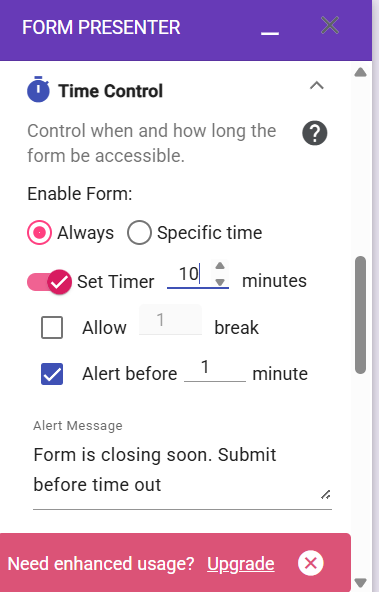 FORM PRESENTER
Time Control
Control when and how long the
form be accessible.
Enable Form:
Always Specific time
Set Timer 10 minutes
Allow 1 break
Alert before 1 minute
Alert Message
Form is closing soon. Submit
before time out
Need enhanced usage? Upgrade